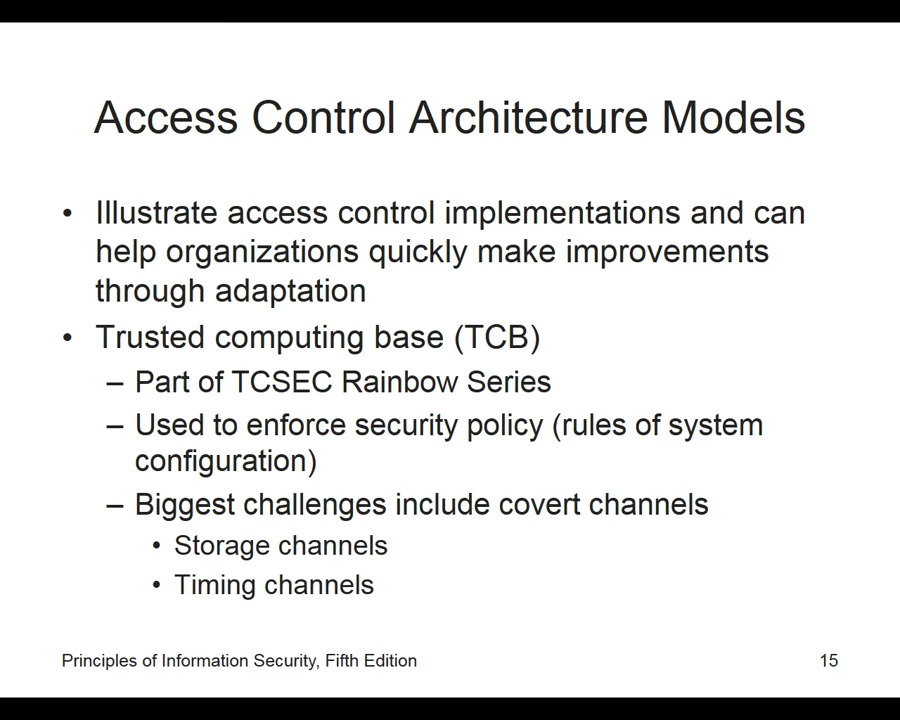 Access Control Architecture Models
• Illustrate access control implementations and can
help organizations quickly make improvements
through adaptation
• Trusted computing base (TCB)
– Part of TCSEC Rainbow Series
– Used to enforce security policy (rules of system
configuration)
– Biggest challenges include covert channels
• Storage channels
• Timing channels
Principles of Information Security, Fifth Edition
15